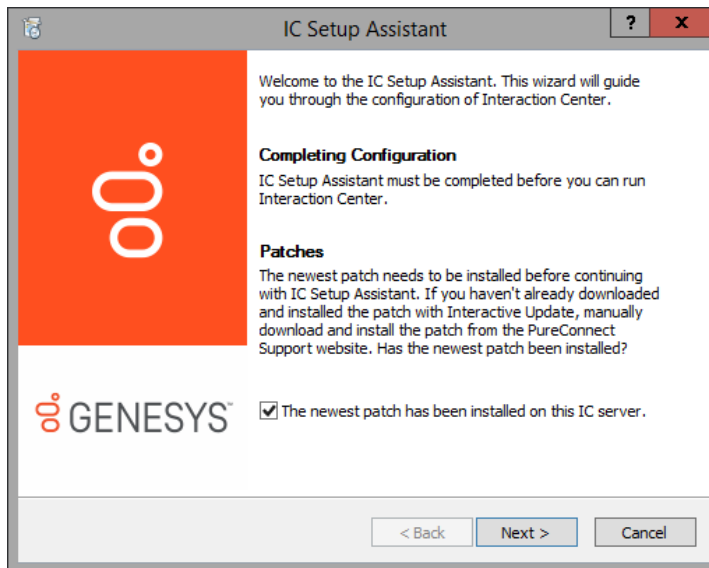 IC Setup Assistant
?
x
Welcome to the IC Setup Assistant. This wizard will guide
you through the configuration of Interaction Center.
Completing Configuration
IC Setup Assistant must be completed before you can run
Interaction Center.
Patches
The newest patch needs to be installed before continuing
with IC Setup Assistant. If you haven't already downloaded
and installed the patch with Interactive Update, manually
download and install the patch from the PureConnect
Support website. Has the newest patch been installed?
GENESYS™
The newest patch has been installed on this IC server.
< Back
Next >
Cancel